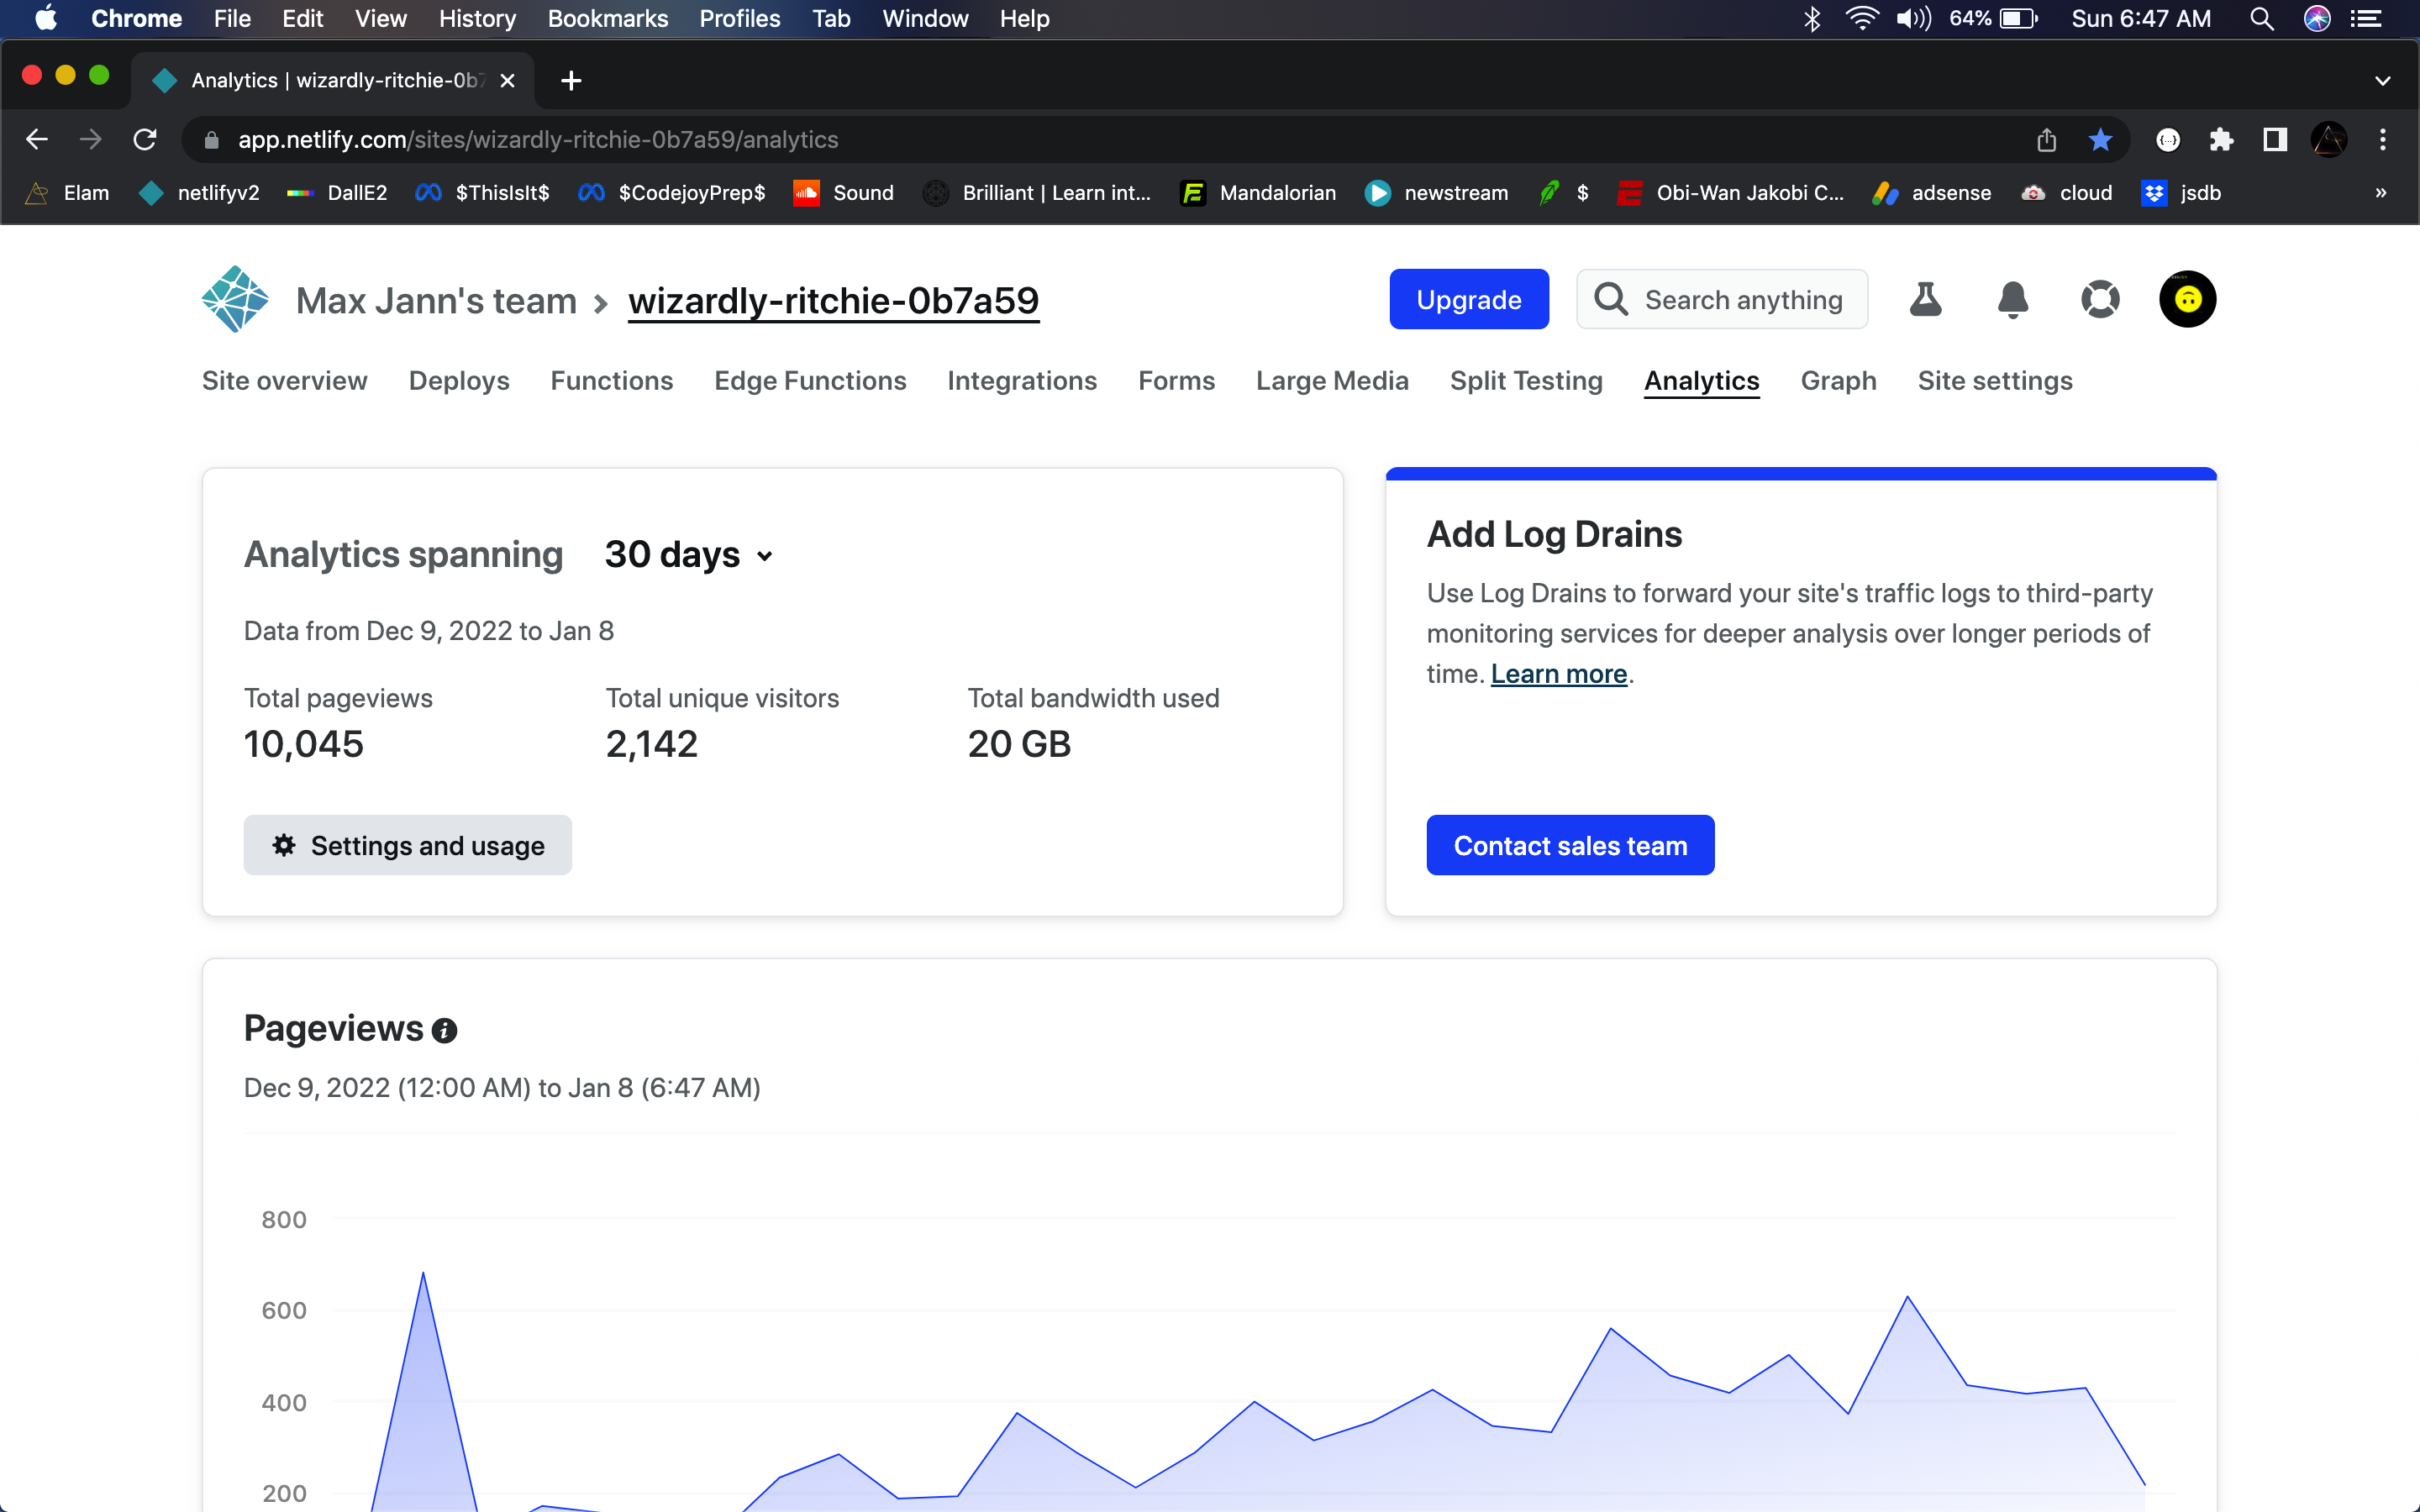 Chrome File Edit View History Bookmarks Profiles Tab Window Help 64% Sun 6:47 AM
Analytics | wizardly-ritchie-0b7
app.netlify.com/sites/wizardly-ritchie-0b7a59/analytics
Elam netlifyv2 DallE2 $ThisIsIt$ $CodejoyPrep$ Sound Brilliant | Learn int... Mandalorian newstream $ Obi-Wan Jakobi C... adsense cloud jsdb »
Max Jann's team > wizardly-ritchie-0b7a59 Upgrade Search anything
Site overview Deploys Functions Edge Functions Integrations Forms Large Media Split Testing Analytics Graph Site settings
Analytics spanning 30 days
Data from Dec 9, 2022 to Jan 8
Total pageviews Total unique visitors Total bandwidth used
10,045 2,142 20 GB
Settings and usage
Add Log Drains
Use Log Drains to forward your site's traffic logs to third-party
monitoring services for deeper analysis over longer periods of
time. Learn more.
Contact sales team
Pageviews
Dec 9, 2022 (12:00 AM) to Jan 8 (6:47 AM)
800
600
400
200